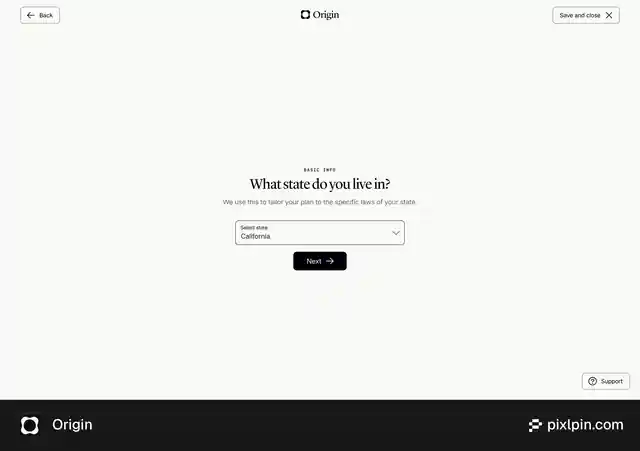 Back
Origin
Save and close
BASIC INFO
What state do you live in?
We use this to tailor your plan to the specific laws of your state.
Select state
California
Next
Support
Origin
pixlpin.com